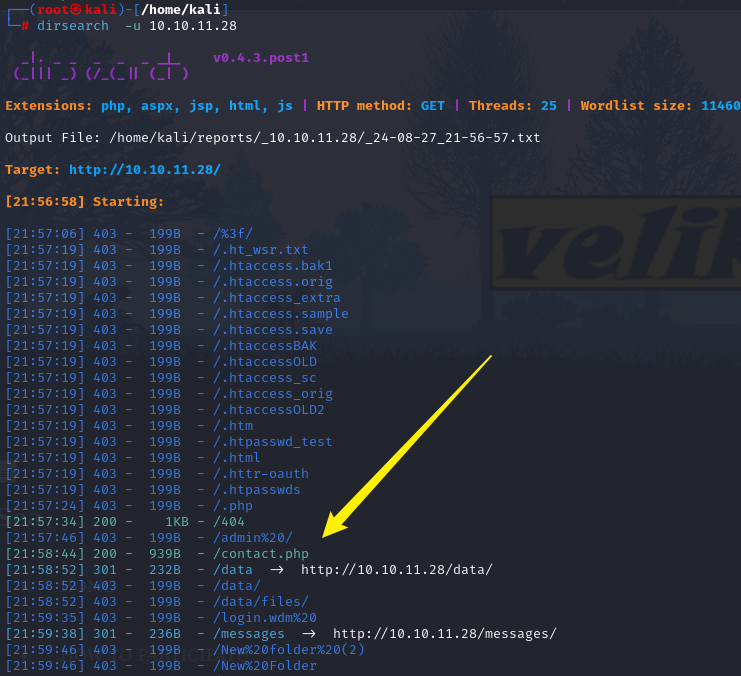 (root㉿kali)-[/home/kali]
# dirsearch -u 10.10.11.28
v0.4.3.post1
Extensions: php, aspx, jsp, html, js | HTTP method: GET | Threads: 25 | Wordlist size: 11460
Output File: /home/kali/reports/_10.10.11.28/_24-08-27_21-56-57.txt
Target: http://10.10.11.28/
[21:56:58] Starting:
[21:57:06] 403 - 199B - /%3f/
[21:57:19] 403 - 199B - /.ht_wsr.txt
[21:57:19] 403 - 199B - /.htaccess.bak1
[21:57:19] 403 - 199B - /.htaccess.orig
[21:57:19] 403 - 199B - /.htaccess_extra
[21:57:19] 403 - 199B - /.htaccess.sample
[21:57:19] 403 - 199B - /.htaccess.save
[21:57:19] 403 - 199B - /.htaccessBAK
[21:57:19] 403 - 199B - /.htaccessOLD
[21:57:19] 403 - 199B - /.htaccess_sc
[21:57:19] 403 - 199B - /.htaccess_orig
[21:57:19] 403 - 199B - /.htaccessOLD2
[21:57:19] 403 - 199B - /.htm
[21:57:19] 403 - 199B - /.htpasswd_test
[21:57:19] 403 - 199B - /.html
[21:57:19] 403 - 199B - /.httr-oauth
[21:57:19] 403 - 199B - /.htpasswds
[21:57:24] 403 - 199B - /.php
[21:57:34] 200 - 1KB - /404
[21:57:46] 403 - 199B - /admin%20/
[21:58:44] 200 - 939B - /contact.php
[21:58:52] 301 - 232B - /data -> http://10.10.11.28/data/
[21:58:52] 403 - 199B - /data/
[21:58:52] 403 - 199B - /data/files/
[21:59:35] 403 - 199B - /login.wdm%20
[21:59:38] 301 - 236B - /messages -> http://10.10.11.28/messages/
[21:59:46] 403 - 199B - /New%20folder%20(2)
[21:59:46] 403 - 199B - /New%20Folder